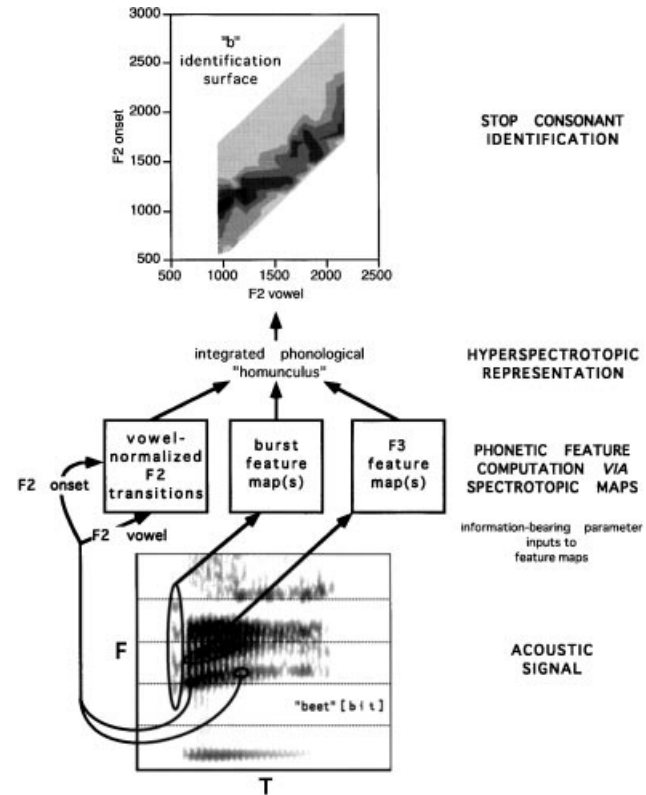 3000
2500
2000
1500
1000
500
F2 onset
"b"
identification
surface
500 1000 1500 2000 2500
F2 vowel
STOP CONSONANT
IDENTIFICATION
integrated phonological
"homunculus"
HYPERSPECTROTOPIC
REPRESENTATION
vowel-
normalized
F2
transitions
burst
feature
map(s)
F3
feature
map(s)
PHONETIC FEATURE
COMPUTATION VIA
SPECTROTOPIC MAPS
F2 onset
F2 vowel
information-bearing parameter
inputs to
feature maps
F
"beet" [bit]
ACOUSTIC
SIGNAL
T